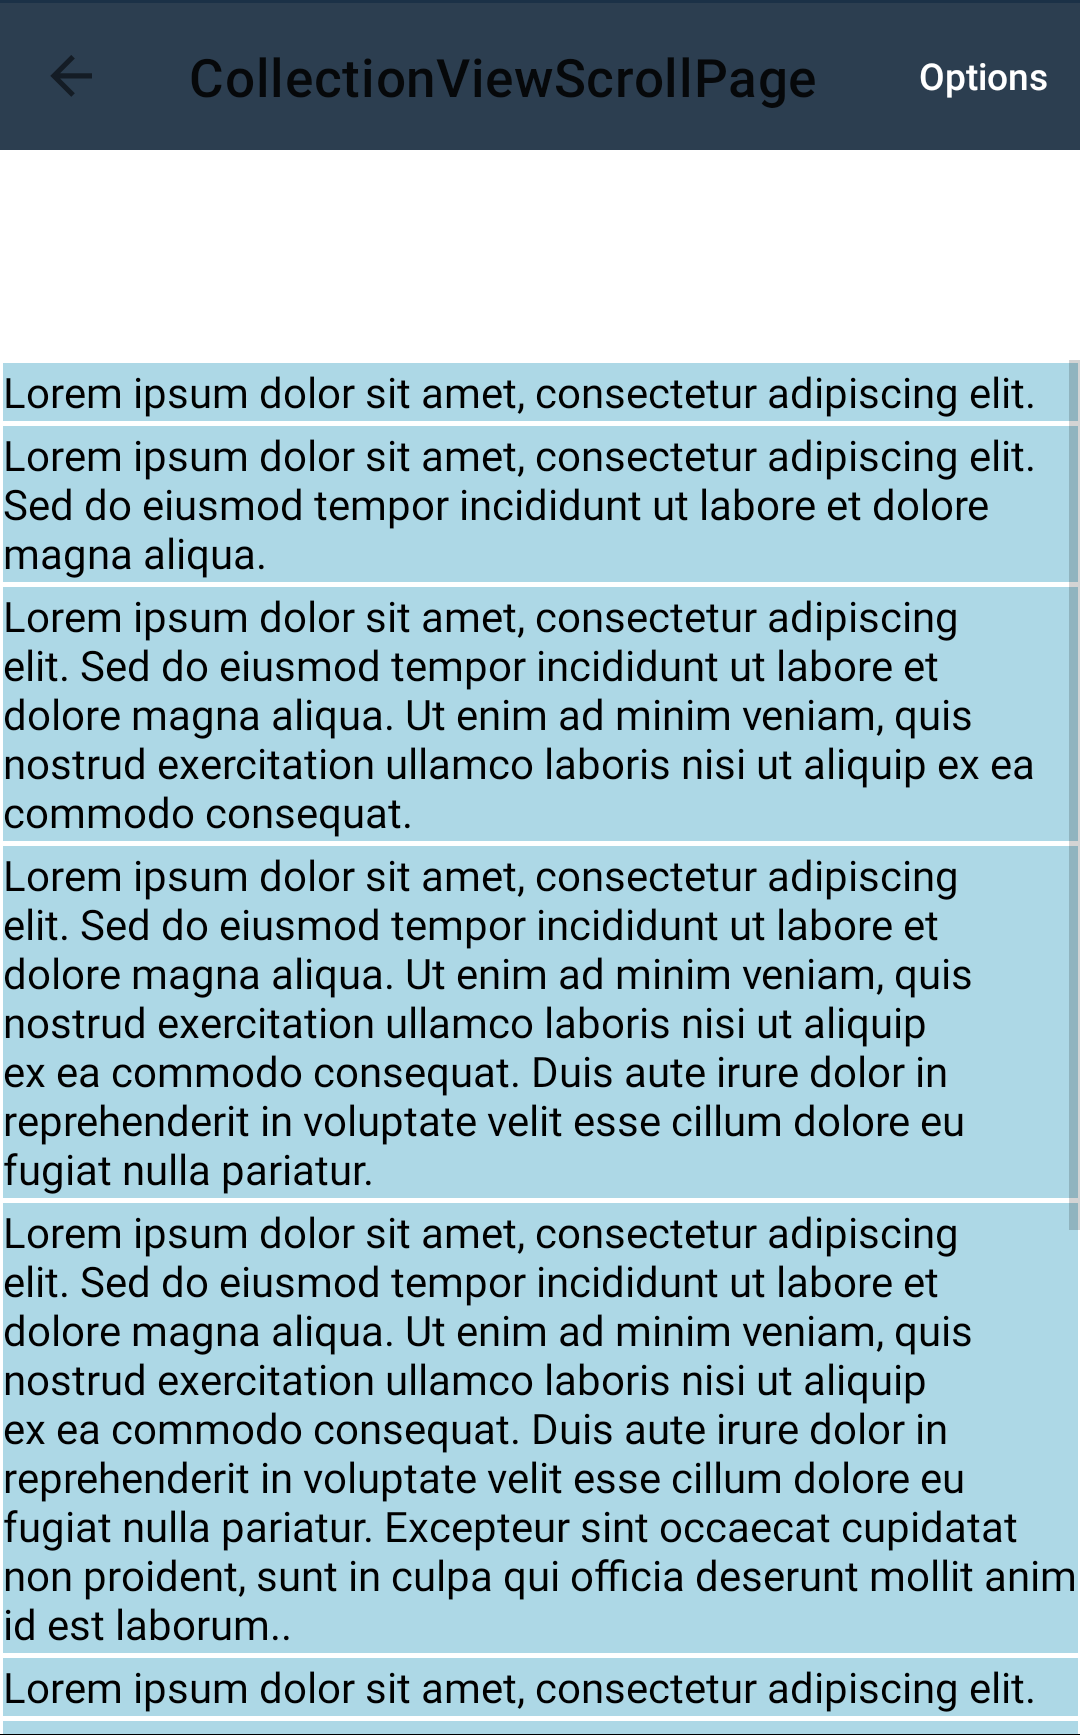 CollectionViewScrollPage
Options
Lorem ipsum dolor sit amet, consectetur adipiscing elit.
Lorem ipsum dolor sit amet, consectetur adipiscing elit.
Sed do eiusmod tempor incididunt ut labore et dolore
magna aliqua.
Lorem ipsum dolor sit amet, consectetur adipiscing
elit. Sed do eiusmod tempor incididunt ut labore et
dolore magna aliqua. Ut enim ad minim veniam, quis
nostrud exercitation ullamco laboris nisi ut aliquip ex ea
commodo consequat.
Lorem ipsum dolor sit amet, consectetur adipiscing
elit. Sed do eiusmod tempor incididunt ut labore et
dolore magna aliqua. Ut enim ad minim veniam, quis
nostrud exercitation ullamco laboris nisi ut aliquip
ex ea commodo consequat. Duis aute irure dolor in
reprehenderit in voluptate velit esse cillum dolore eu
fugiat nulla pariatur.
Lorem ipsum dolor sit amet, consectetur adipiscing
elit. Sed do eiusmod tempor incididunt ut labore et
dolore magna aliqua. Ut enim ad minim veniam, quis
nostrud exercitation ullamco laboris nisi ut aliquip
ex ea commodo consequat. Duis aute irure dolor in
reprehenderit in voluptate velit esse cillum dolore eu
fugiat nulla pariatur. Excepteur sint occaecat cupidatat
non proident, sunt in culpa qui officia deserunt mollit anim
id est laborum..
Lorem ipsum dolor sit amet, consectetur adipiscing elit.